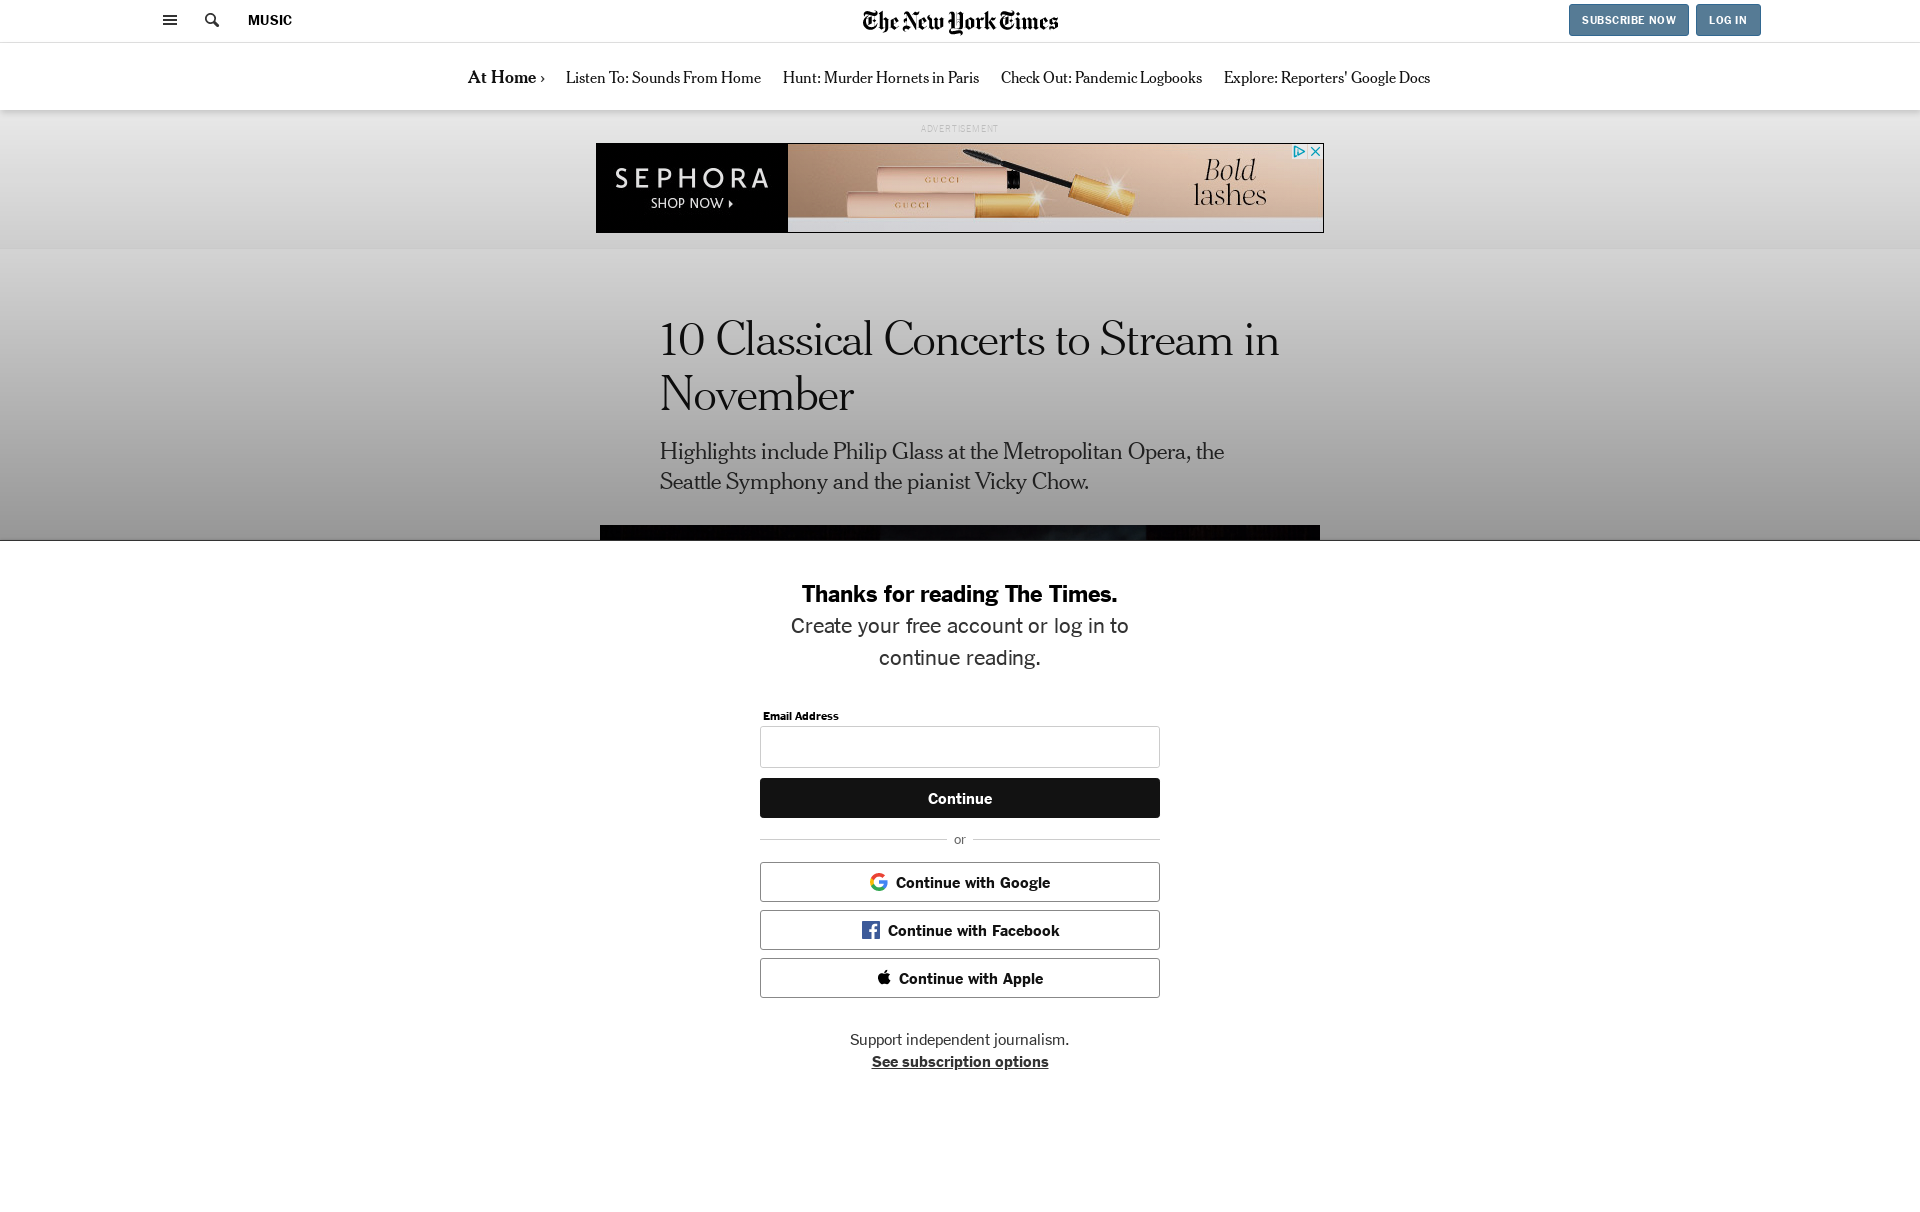 MUSIC
The New York Times
SUBSCRIBE NOW
LOG IN
At Home ›
Listen To: Sounds From Home
Hunt: Murder Hornets in Paris
Check Out: Pandemic Logbooks
Explore: Reporters' Google Docs
ADVERTISEMENT
SEPHORA
SHOP NOW
GUCCI
GUCCI
Bold
lashes
10 Classical Concerts to Stream in
November
Highlights include Philip Glass at the Metropolitan Opera, the
Seattle Symphony and the pianist Vicky Chow.
Thanks for reading The Times.
Create your free account or log in to
continue reading.
Email Address
Continue
or
Continue with Google
Continue with Facebook
Continue with Apple
Support independent journalism.
See subscription options